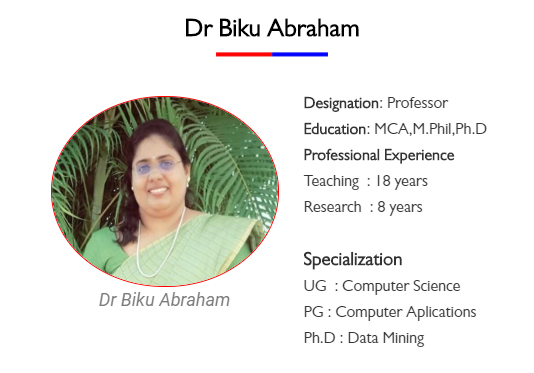 Dr Biku Abraham
Dr Biku Abraham
Designation: Professor
Education: MCA,M.Phil,Ph.D
Professional Experience
Teaching : 18 years
Research : 8 years
Specialization
UG : Computer Science
PG : Computer Aplications
Ph.D : Data Mining